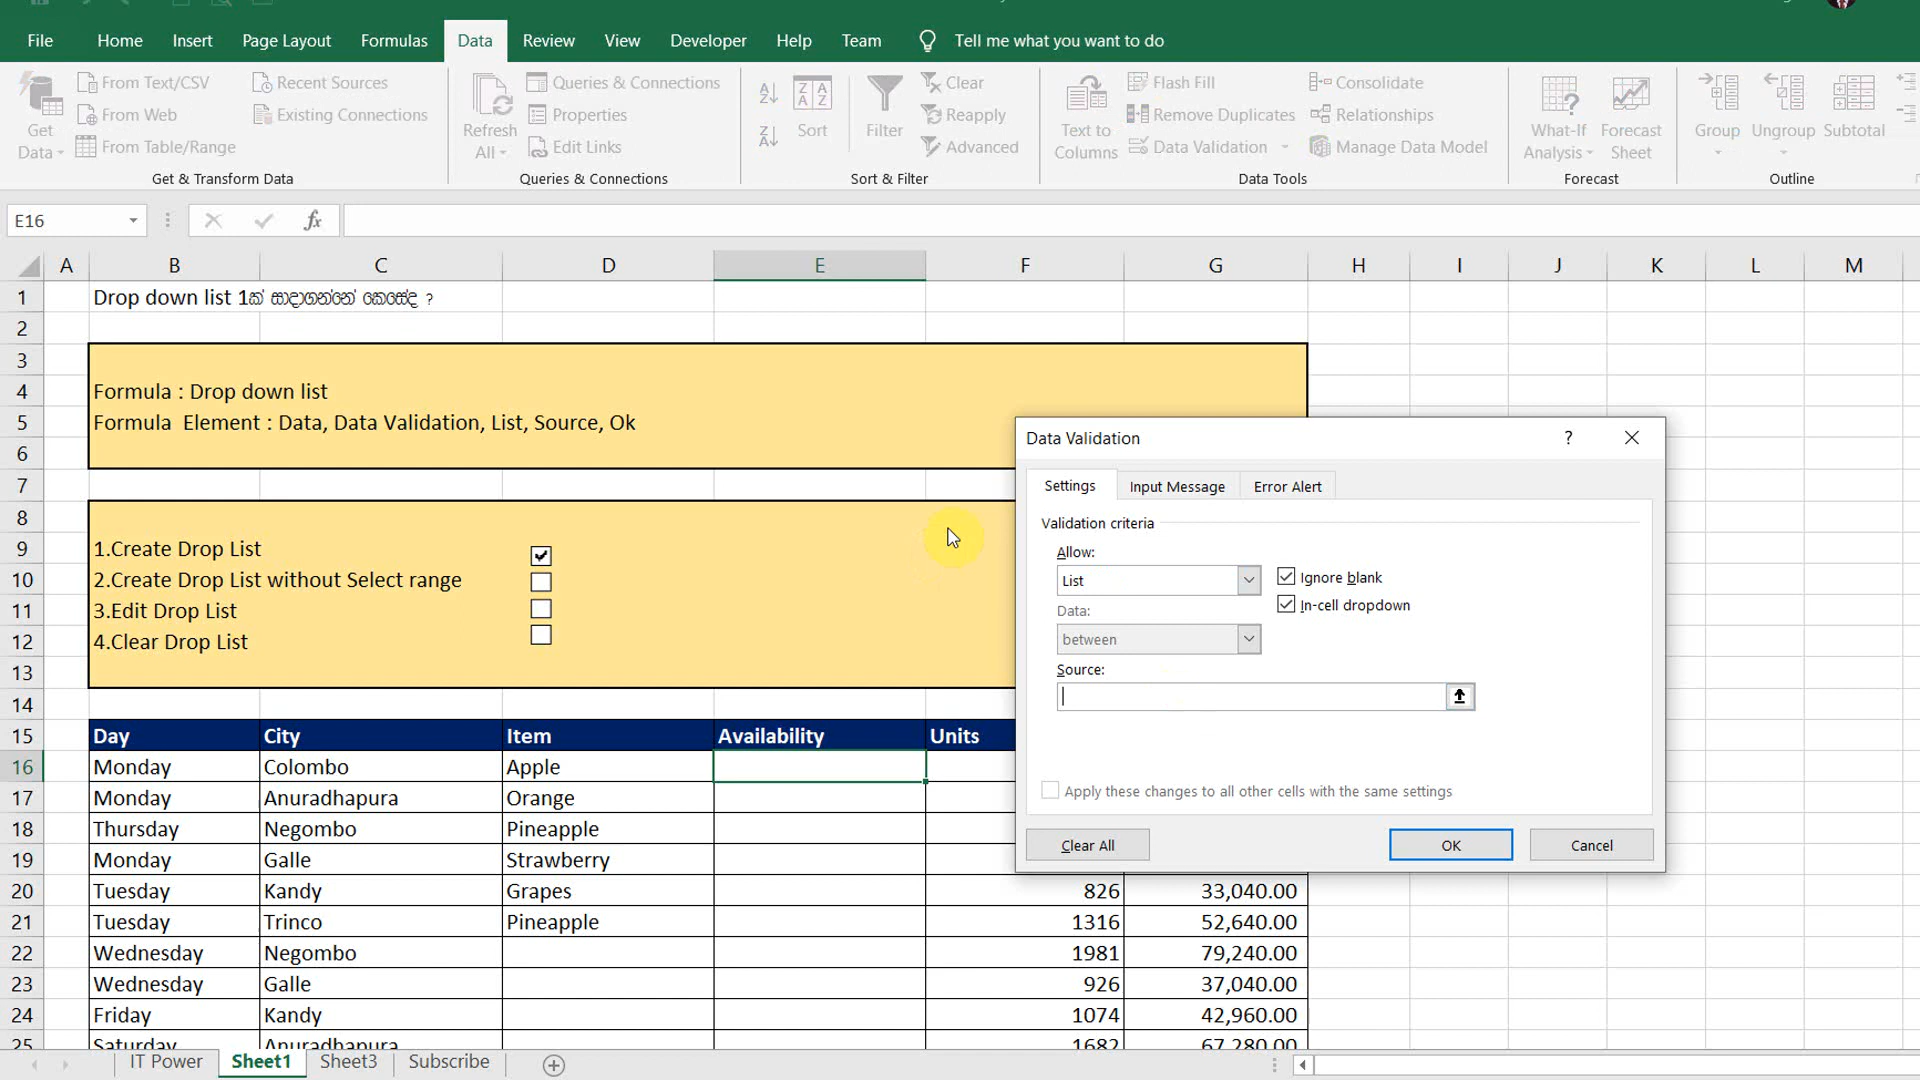 File Home Insert Page Layout Formulas Data Review View Developer Help Team Tell me what you want to do
Get Data
From Text/CSV
From Web
From Table/Range
Recent Sources
Existing Connections
Get & Transform Data
Refresh All
Queries & Connections
Properties
Edit Links
Queries & Connections
Sort
Filter
Clear
Reapply
Advanced
Sort & Filter
Text to Columns
Flash Fill
Remove Duplicates
Data Validation
Consolidate
Relationships
Manage Data Model
Data Tools
What-If Analysis
Forecast Sheet
Forecast
Group
Ungroup
Subtotal
Outline
E16 fx
A B C D E F G H I J K L M
1 Drop down list 1ක් සාදාගන්නේ කෙසේද ?
2
3
4 Formula : Drop down list
5 Formula Element : Data, Data Validation, List, Source, Ok
6
7
8
9 1.Create Drop List
10 2.Create Drop List without Select range
11 3.Edit Drop List
12 4.Clear Drop List
13
14
15 Day City Item Availability Units
16 Monday Colombo Apple
17 Monday Anuradhapura Orange
18 Thursday Negombo Pineapple
19 Monday Galle Strawberry
20 Tuesday Kandy Grapes 826 33,040.00
21 Tuesday Trinco Pineapple 1316 52,640.00
22 Wednesday Negombo 1981 79,240.00
23 Wednesday Galle 926 37,040.00
24 Friday Kandy 1074 42,960.00
25 Saturday Anuradhapura 1682 67,280.00
Data Validation ?
Settings Input Message Error Alert
Validation criteria
Allow:
List
Ignore blank
In-cell dropdown
Data:
between
Source:
Apply these changes to all other cells with the same settings
Clear All OK Cancel
IT Power Sheet1 Sheet3 Subscribe